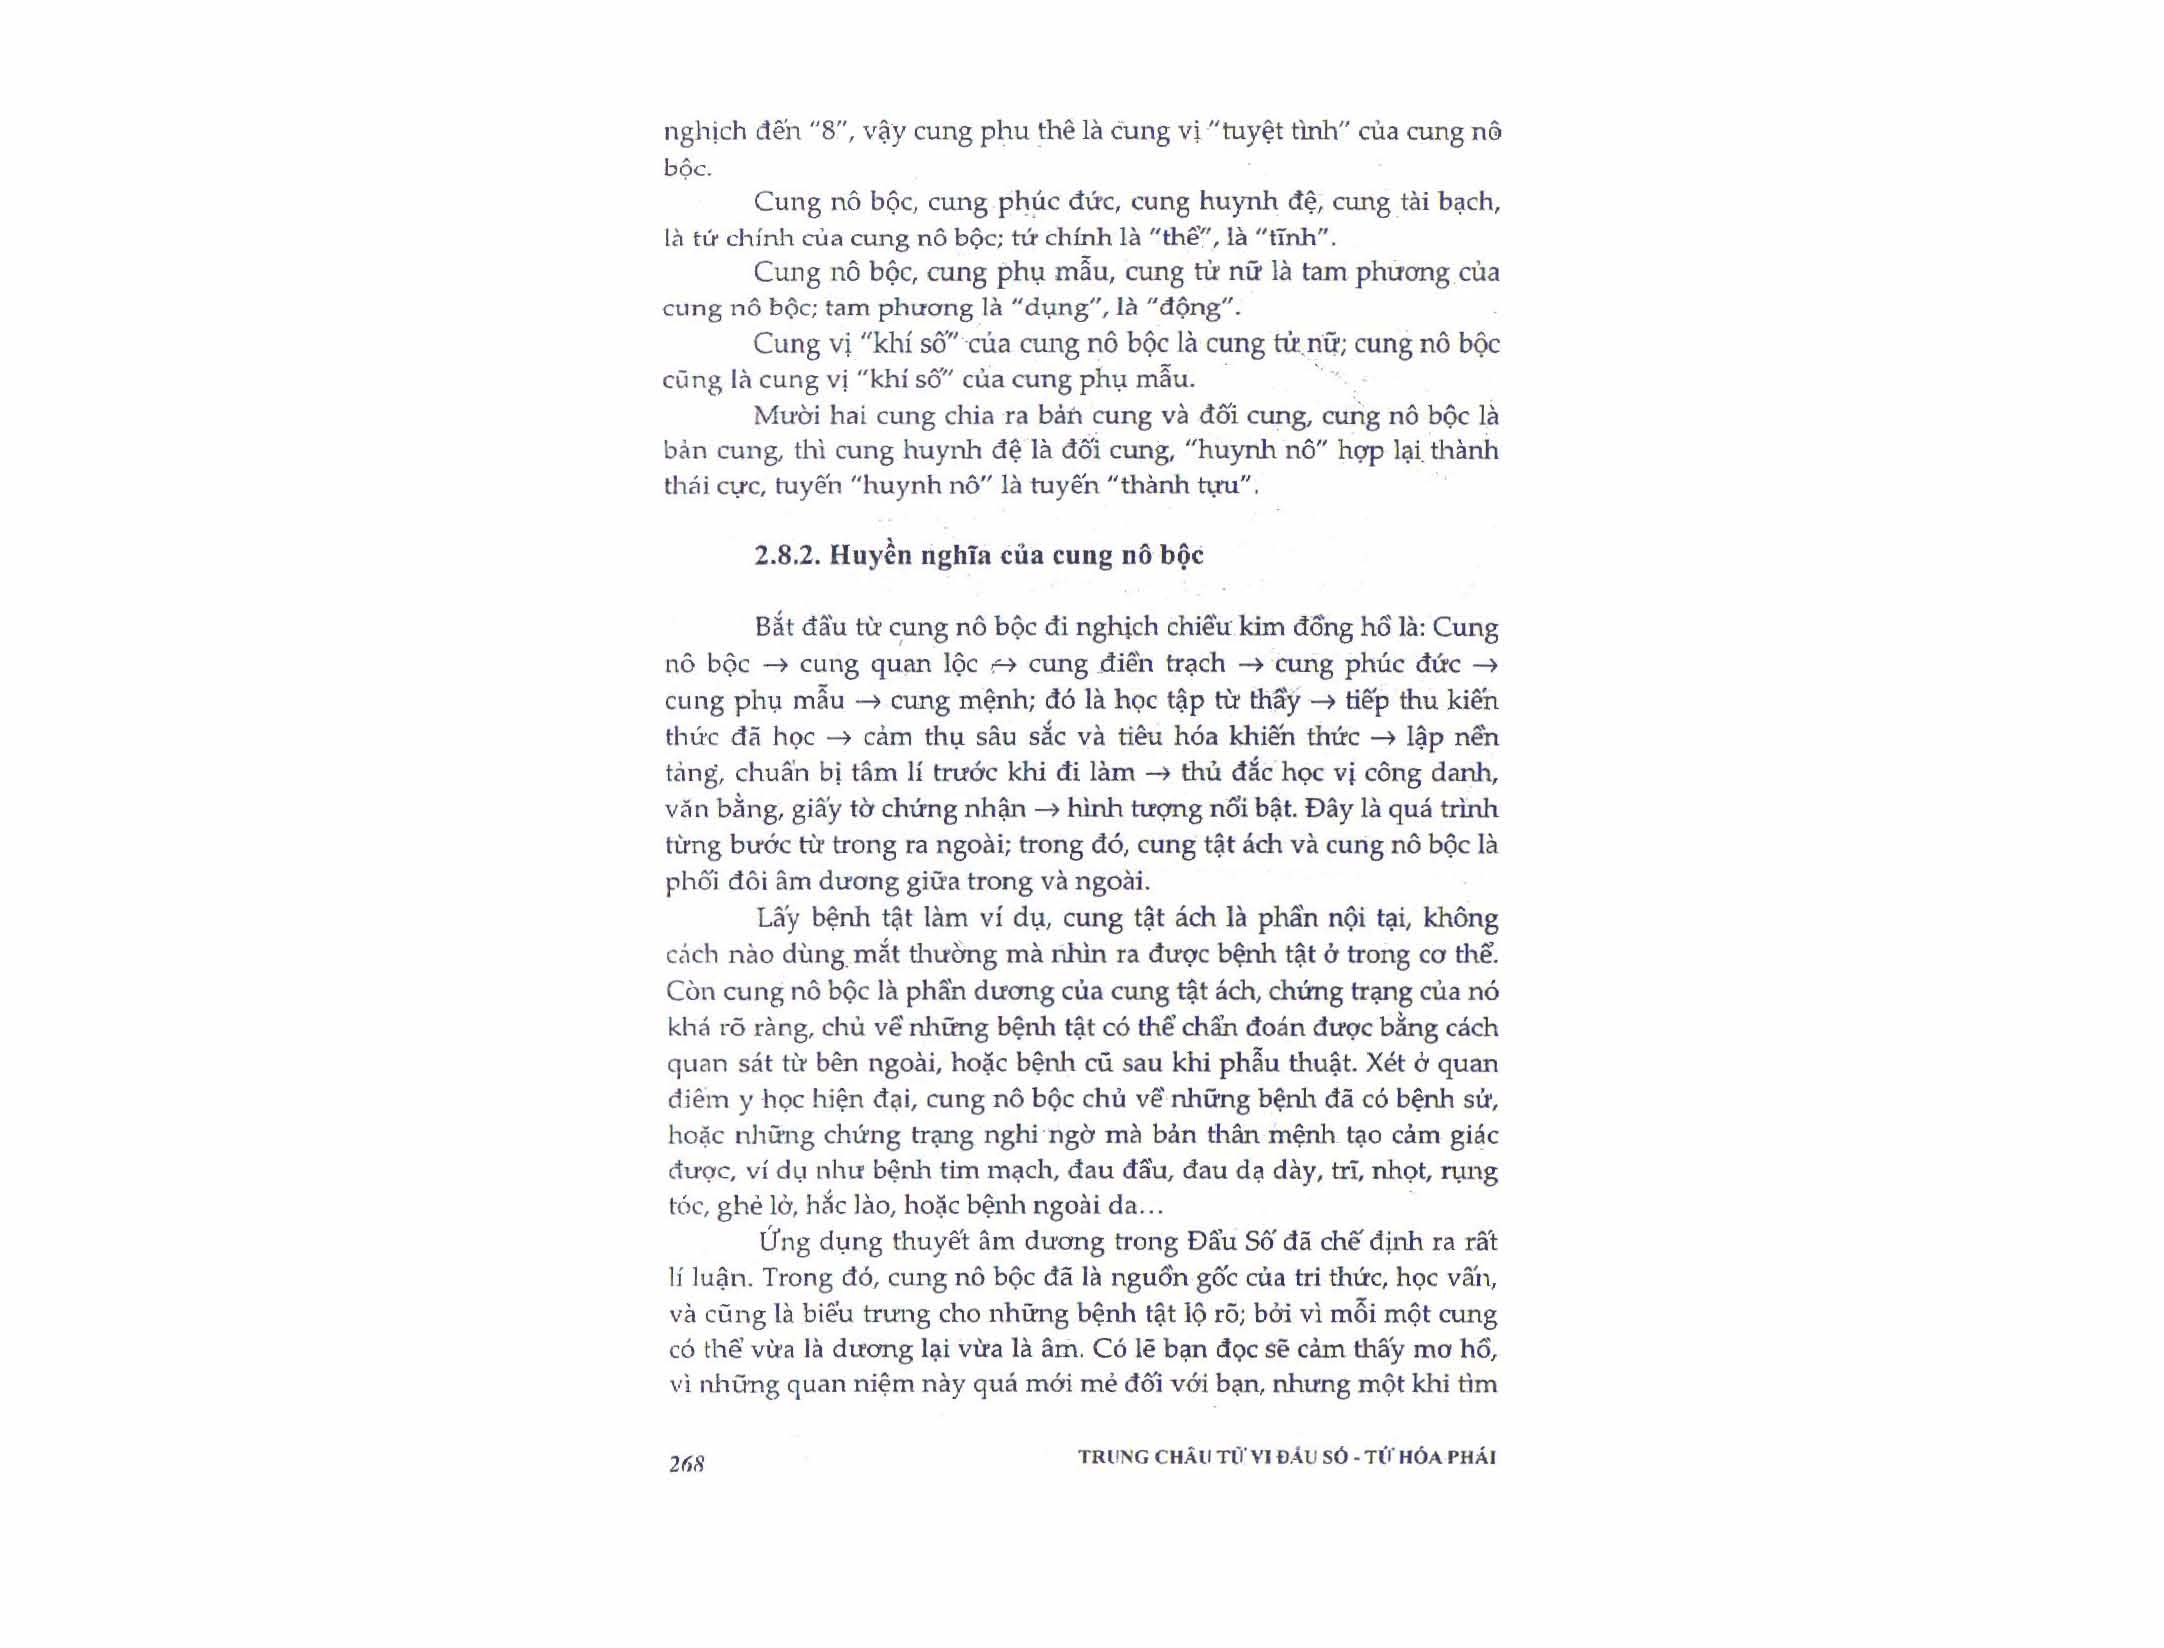 nghịch đến "8", vậy cung phu thê là cung vị "tuyệt tình" của cung nô
bộc.
Cung nô bộc, cung phúc đức, cung huynh đệ, cung tài bạch,
là tứ chính của cung nô bộc; tứ chính là "thể", là "tĩnh".
Cung nô bộc, cung phụ mẫu, cung tử nữ là tam phương của
cung nô bộc; tam phương là "dụng", là "động".
Cung vị "khí số" của cung nô bộc là cung tử nữ; cung nô bộc
cũng là cung vị "khí số" của cung phụ mẫu.
Mười hai cung chia ra bản cung và đối cung, cung nô bộc là
bản cung, thì cung huynh đệ là đối cung, "huynh nô" hợp lại thành
thái cực, tuyến "huynh nô" là tuyến "thành tựu".
2.8.2. Huyền nghĩa của cung nô bộc
Bắt đầu từ cung nô bộc đi nghịch chiều kim đồng hồ là: Cung
nô bộc → cung quan lộc → cung điền trạch → cung phúc đức →
cung phụ mẫu → cung mệnh; đó là học tập từ thầy → tiếp thu kiến
thức đã học → cảm thụ sâu sắc và tiêu hóa khiến thức → lập nền
tảng, chuẩn bị tâm lí trước khi đi làm → thủ đắc học vị công danh,
văn bằng, giấy tờ chứng nhận → hình tượng nổi bật. Đây là quá trình
từng bước từ trong ra ngoài; trong đó, cung tật ách và cung nô bộc là
phối đôi âm dương giữa trong và ngoài.
Lấy bệnh tật làm ví dụ, cung tật ách là phần nội tại, không
cách nào dùng mắt thường mà nhìn ra được bệnh tật ở trong cơ thể.
Còn cung nô bộc là phần dương của cung tật ách, chứng trạng của nó
khá rõ ràng, chủ về những bệnh tật có thể chẩn đoán được bằng cách
quan sát từ bên ngoài, hoặc bệnh cũ sau khi phẫu thuật. Xét ở quan
điểm y học hiện đại, cung nô bộc chủ về những bệnh đã có bệnh sử,
hoặc những chứng trạng nghi ngờ mà bản thân mệnh tạo cảm giác
được, ví dụ như bệnh tim mạch, đau đầu, đau dạ dày, trĩ, nhọt, rụng
tóc, ghẻ lở, hắc lào, hoặc bệnh ngoài da...
Ứng dụng thuyết âm dương trong Đẩu Số đã chế định ra rất
lí luận. Trong đó, cung nô bộc đã là nguồn gốc của tri thức, học vấn,
và cũng là biểu trưng cho những bệnh tật lộ rõ; bởi vì mỗi một cung
có thể vừa là dương lại vừa là âm. Có lẽ bạn đọc sẽ cảm thấy mơ hồ,
vì những quan niệm này quá mới mẻ đối với bạn, nhưng một khi tìm
268
TRUNG CHÂU TỬ VI ĐẨU SỐ - TỨ HÓA PHÁI